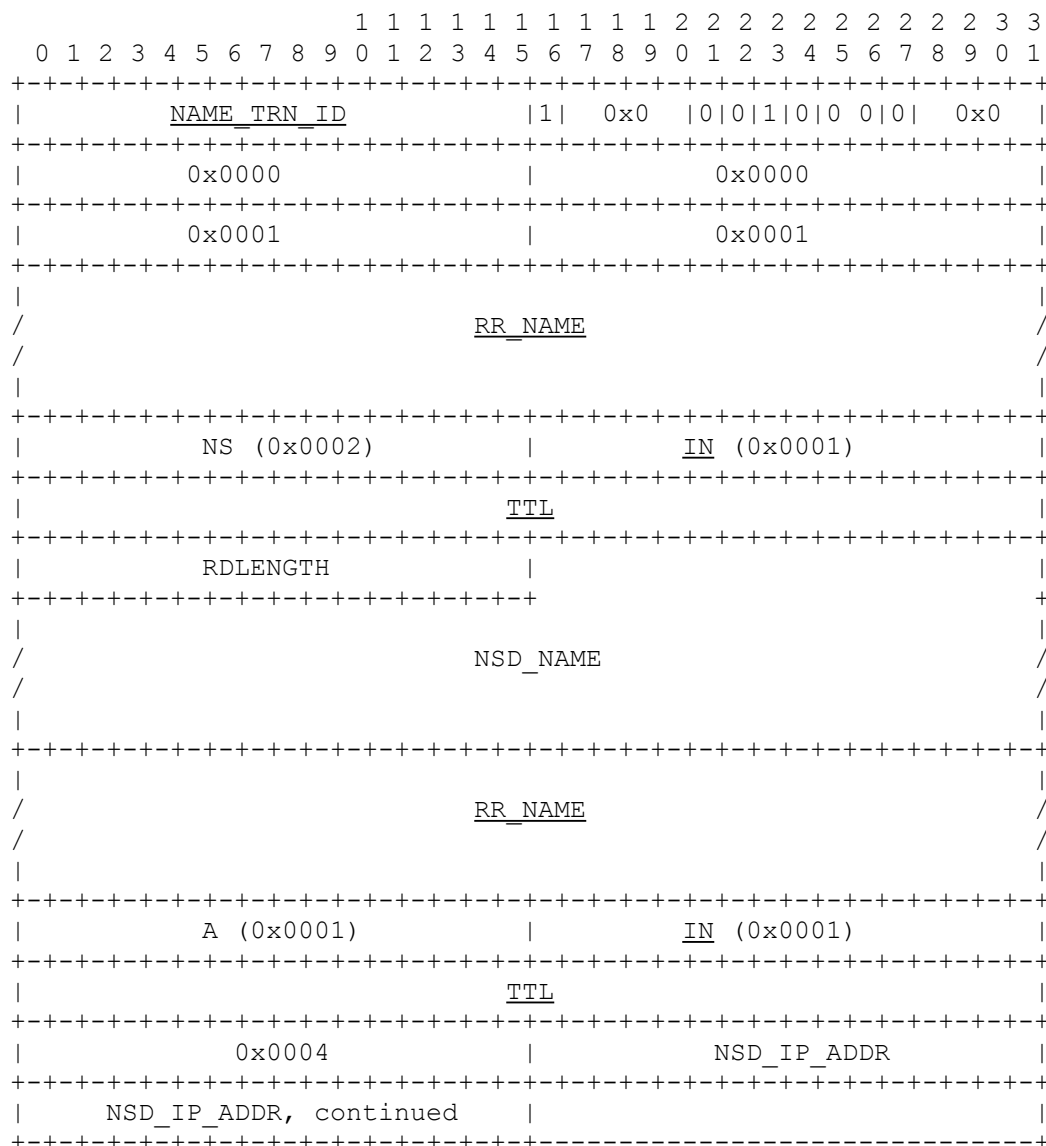 1 1 1 1 1 1 1 1 1 1 2 2 2 2 2 2 2 2 2 2 3 3
  0 1 2 3 4 5 6 7 8 9 0 1 2 3 4 5 6 7 8 9 0 1 2 3 4 5 6 7 8 9 0 1
+-+-+-+-+-+-+-+-+-+-+-+-+-+-+-+-+-+-+-+-+-+-+-+-+-+-+-+-+-+-+-+-+
|         NAME_TRN_ID           |1|  0x0  |0|0|1|0|0 0|0|  0x0  |
+-+-+-+-+-+-+-+-+-+-+-+-+-+-+-+-+-+-+-+-+-+-+-+-+-+-+-+-+-+-+-+-+
|          0x0000               |           0x0000              |
+-+-+-+-+-+-+-+-+-+-+-+-+-+-+-+-+-+-+-+-+-+-+-+-+-+-+-+-+-+-+-+-+
|          0x0001               |           0x0001              |
+-+-+-+-+-+-+-+-+-+-+-+-+-+-+-+-+-+-+-+-+-+-+-+-+-+-+-+-+-+-+-+-+
|                                                               |
/                            RR_NAME                            /
/                                                               /
|                                                               |
+-+-+-+-+-+-+-+-+-+-+-+-+-+-+-+-+-+-+-+-+-+-+-+-+-+-+-+-+-+-+-+-+
|           NS (0x0002)         |         IN (0x0001)           |
+-+-+-+-+-+-+-+-+-+-+-+-+-+-+-+-+-+-+-+-+-+-+-+-+-+-+-+-+-+-+-+-+
|                              TTL                              |
+-+-+-+-+-+-+-+-+-+-+-+-+-+-+-+-+-+-+-+-+-+-+-+-+-+-+-+-+-+-+-+-+
|           RDLENGTH            |                               |
+-+-+-+-+-+-+-+-+-+-+-+-+-+-+-+-+                               +
|                                                               |
/                            NSD_NAME                           /
/                                                               /
|                                                               |
+-+-+-+-+-+-+-+-+-+-+-+-+-+-+-+-+-+-+-+-+-+-+-+-+-+-+-+-+-+-+-+-+
|                                                               |
/                            RR_NAME                            /
/                                                               /
|                                                               |
+-+-+-+-+-+-+-+-+-+-+-+-+-+-+-+-+-+-+-+-+-+-+-+-+-+-+-+-+-+-+-+-+
|           A (0x0001)          |         IN (0x0001)           |
+-+-+-+-+-+-+-+-+-+-+-+-+-+-+-+-+-+-+-+-+-+-+-+-+-+-+-+-+-+-+-+-+
|                              TTL                              |
+-+-+-+-+-+-+-+-+-+-+-+-+-+-+-+-+-+-+-+-+-+-+-+-+-+-+-+-+-+-+-+-+
|             0x0004            |           NSD_IP_ADDR         |
+-+-+-+-+-+-+-+-+-+-+-+-+-+-+-+-+-+-+-+-+-+-+-+-+-+-+-+-+-+-+-+-+
|     NSD_IP_ADDR, continued    |                               |
+-+-+-+-+-+-+-+-+-+-+-+-+-+-+-+-+-------------------------------+